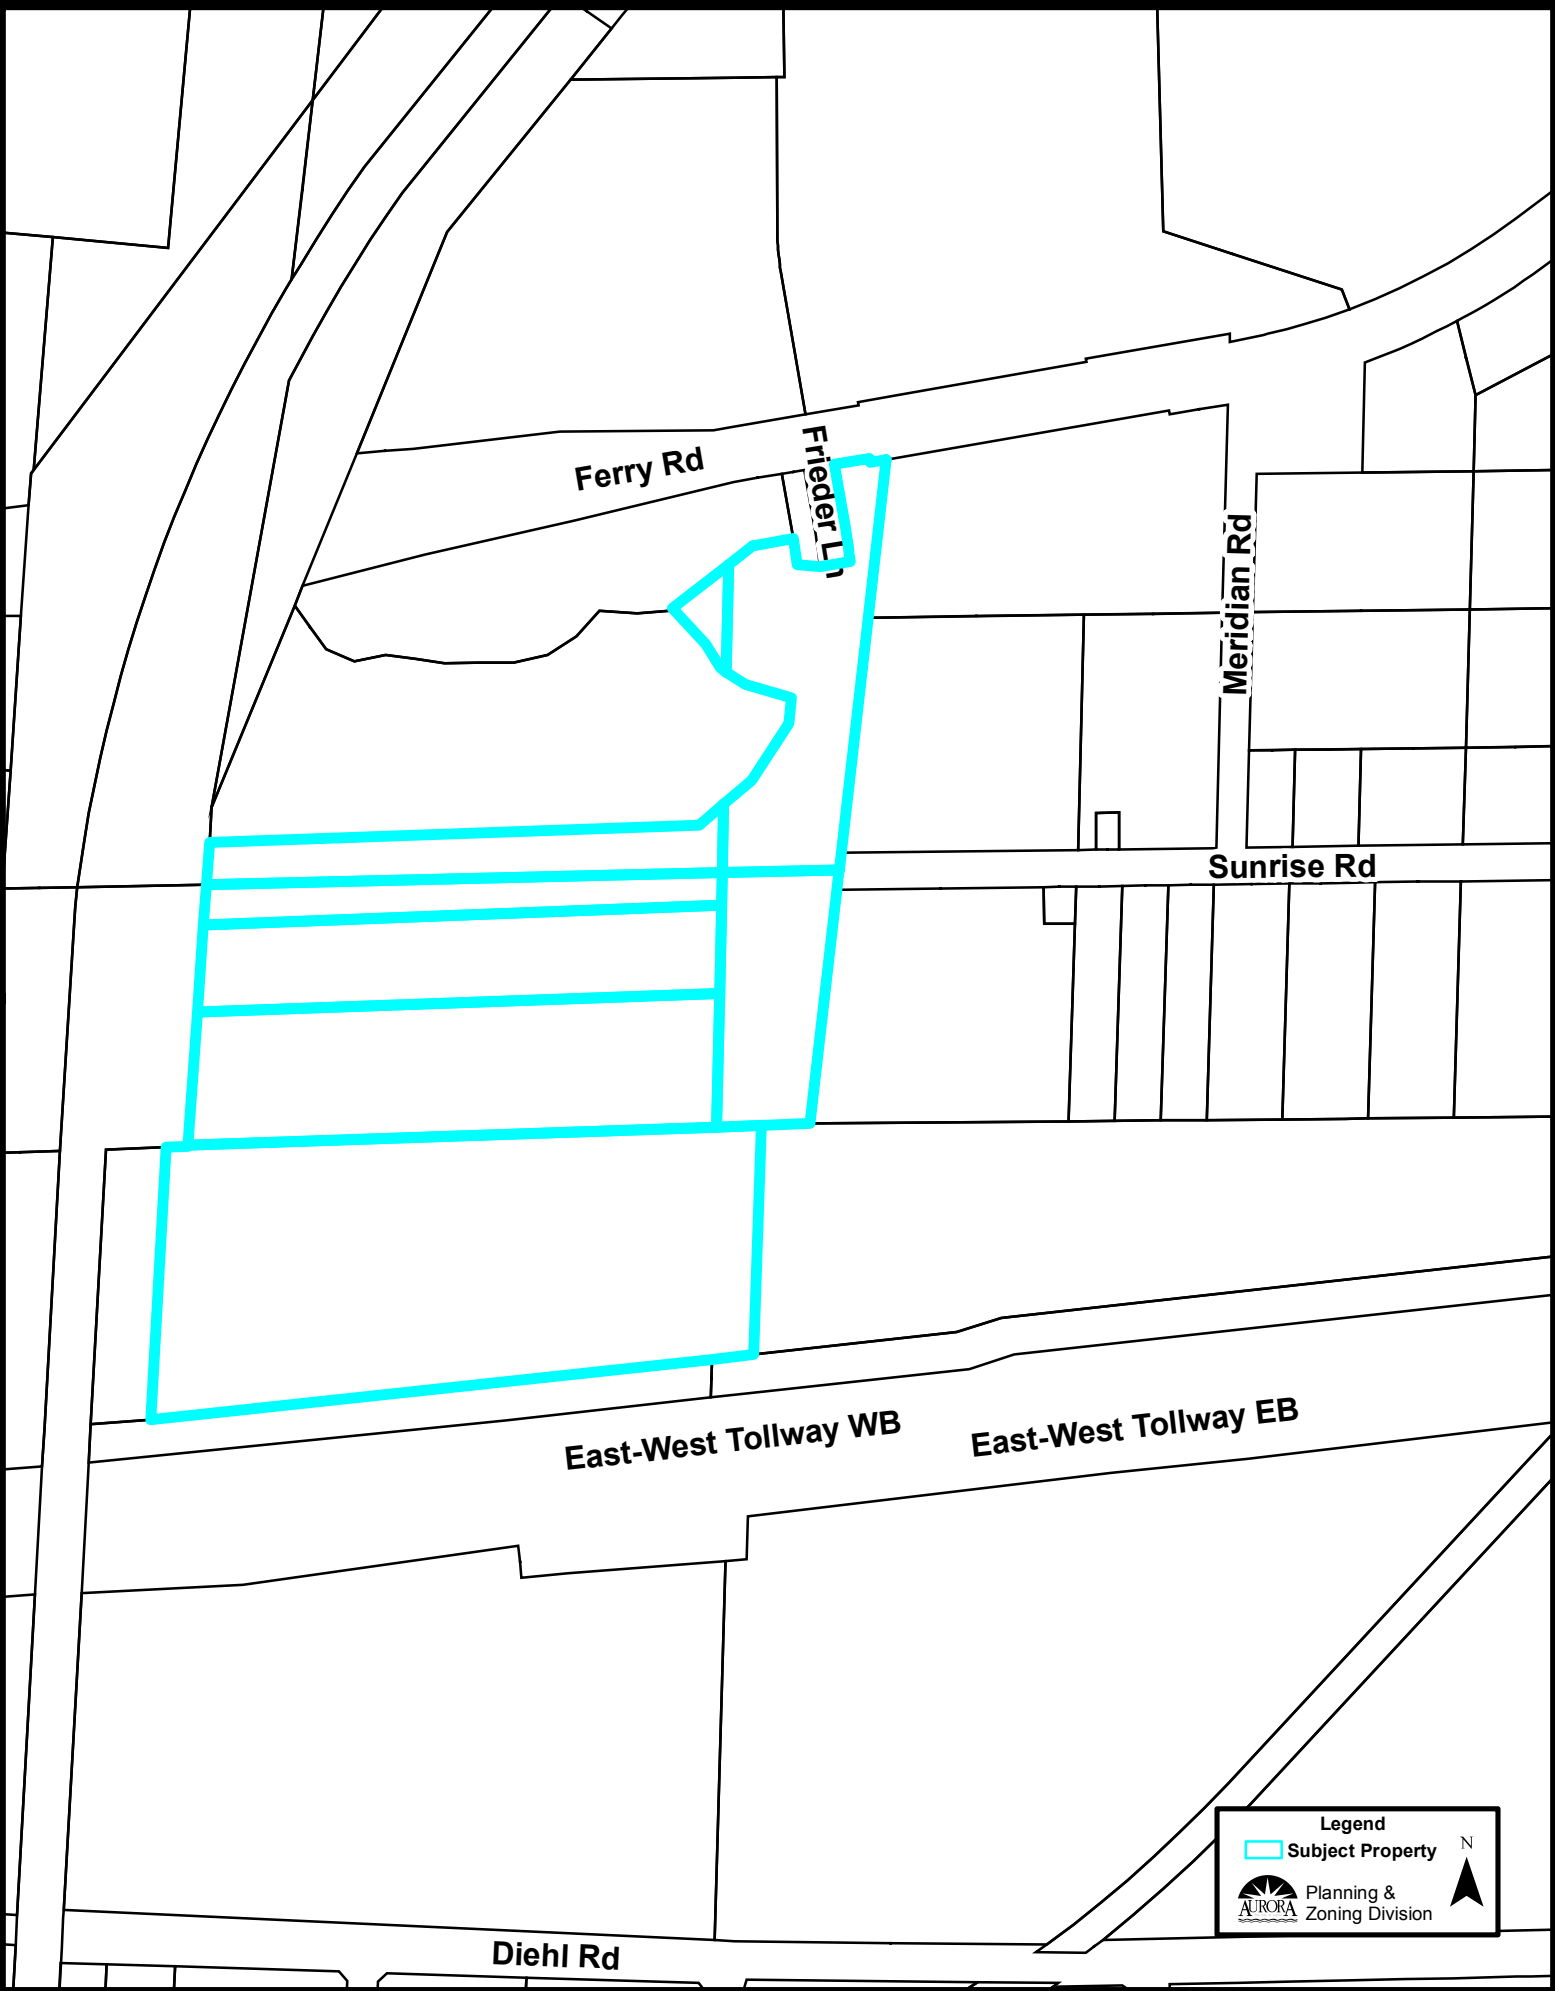 Ferry Rd
Frieder Ln
Meridian Rd
Sunrise Rd
East-West Tollway WB
East-West Tollway EB
Diehl Rd
Legend
Subject Property
N
AURORA
Planning &
Zoning Division